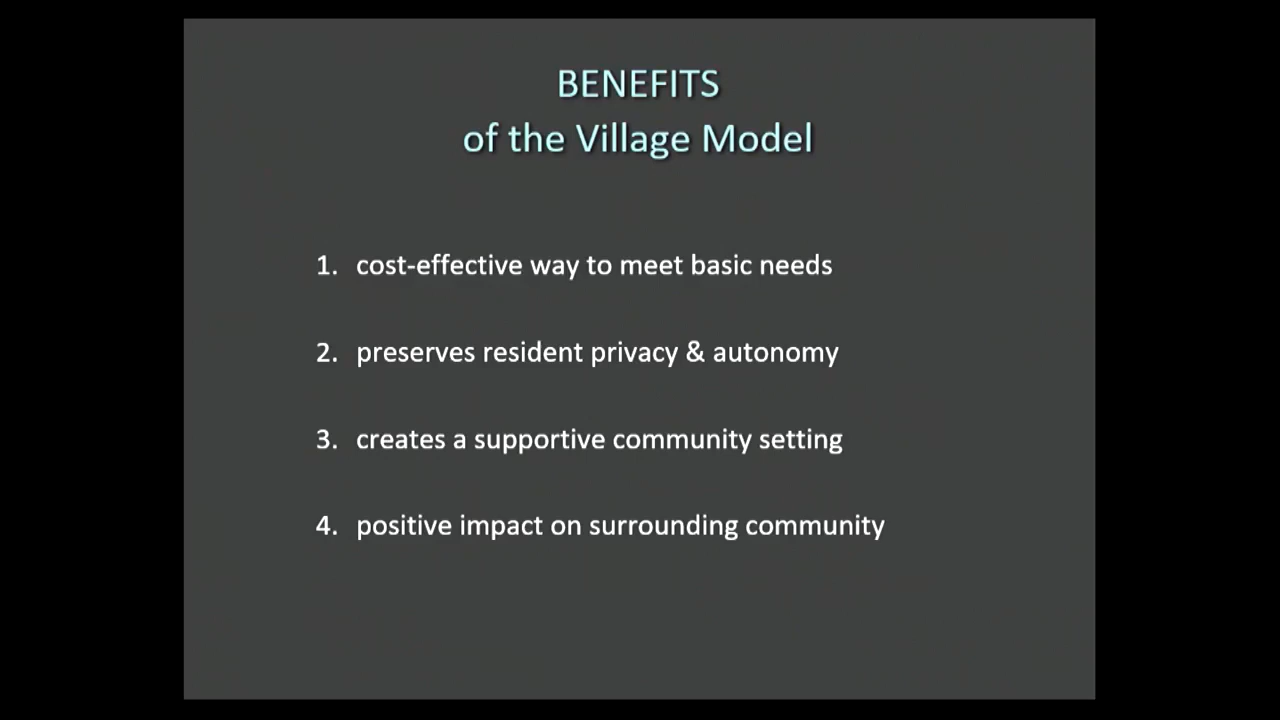 BENEFITS
of the Village Model
1. cost-effective way to meet basic needs
2. preserves resident privacy & autonomy
3. creates a supportive community setting
4. positive impact on surrounding community